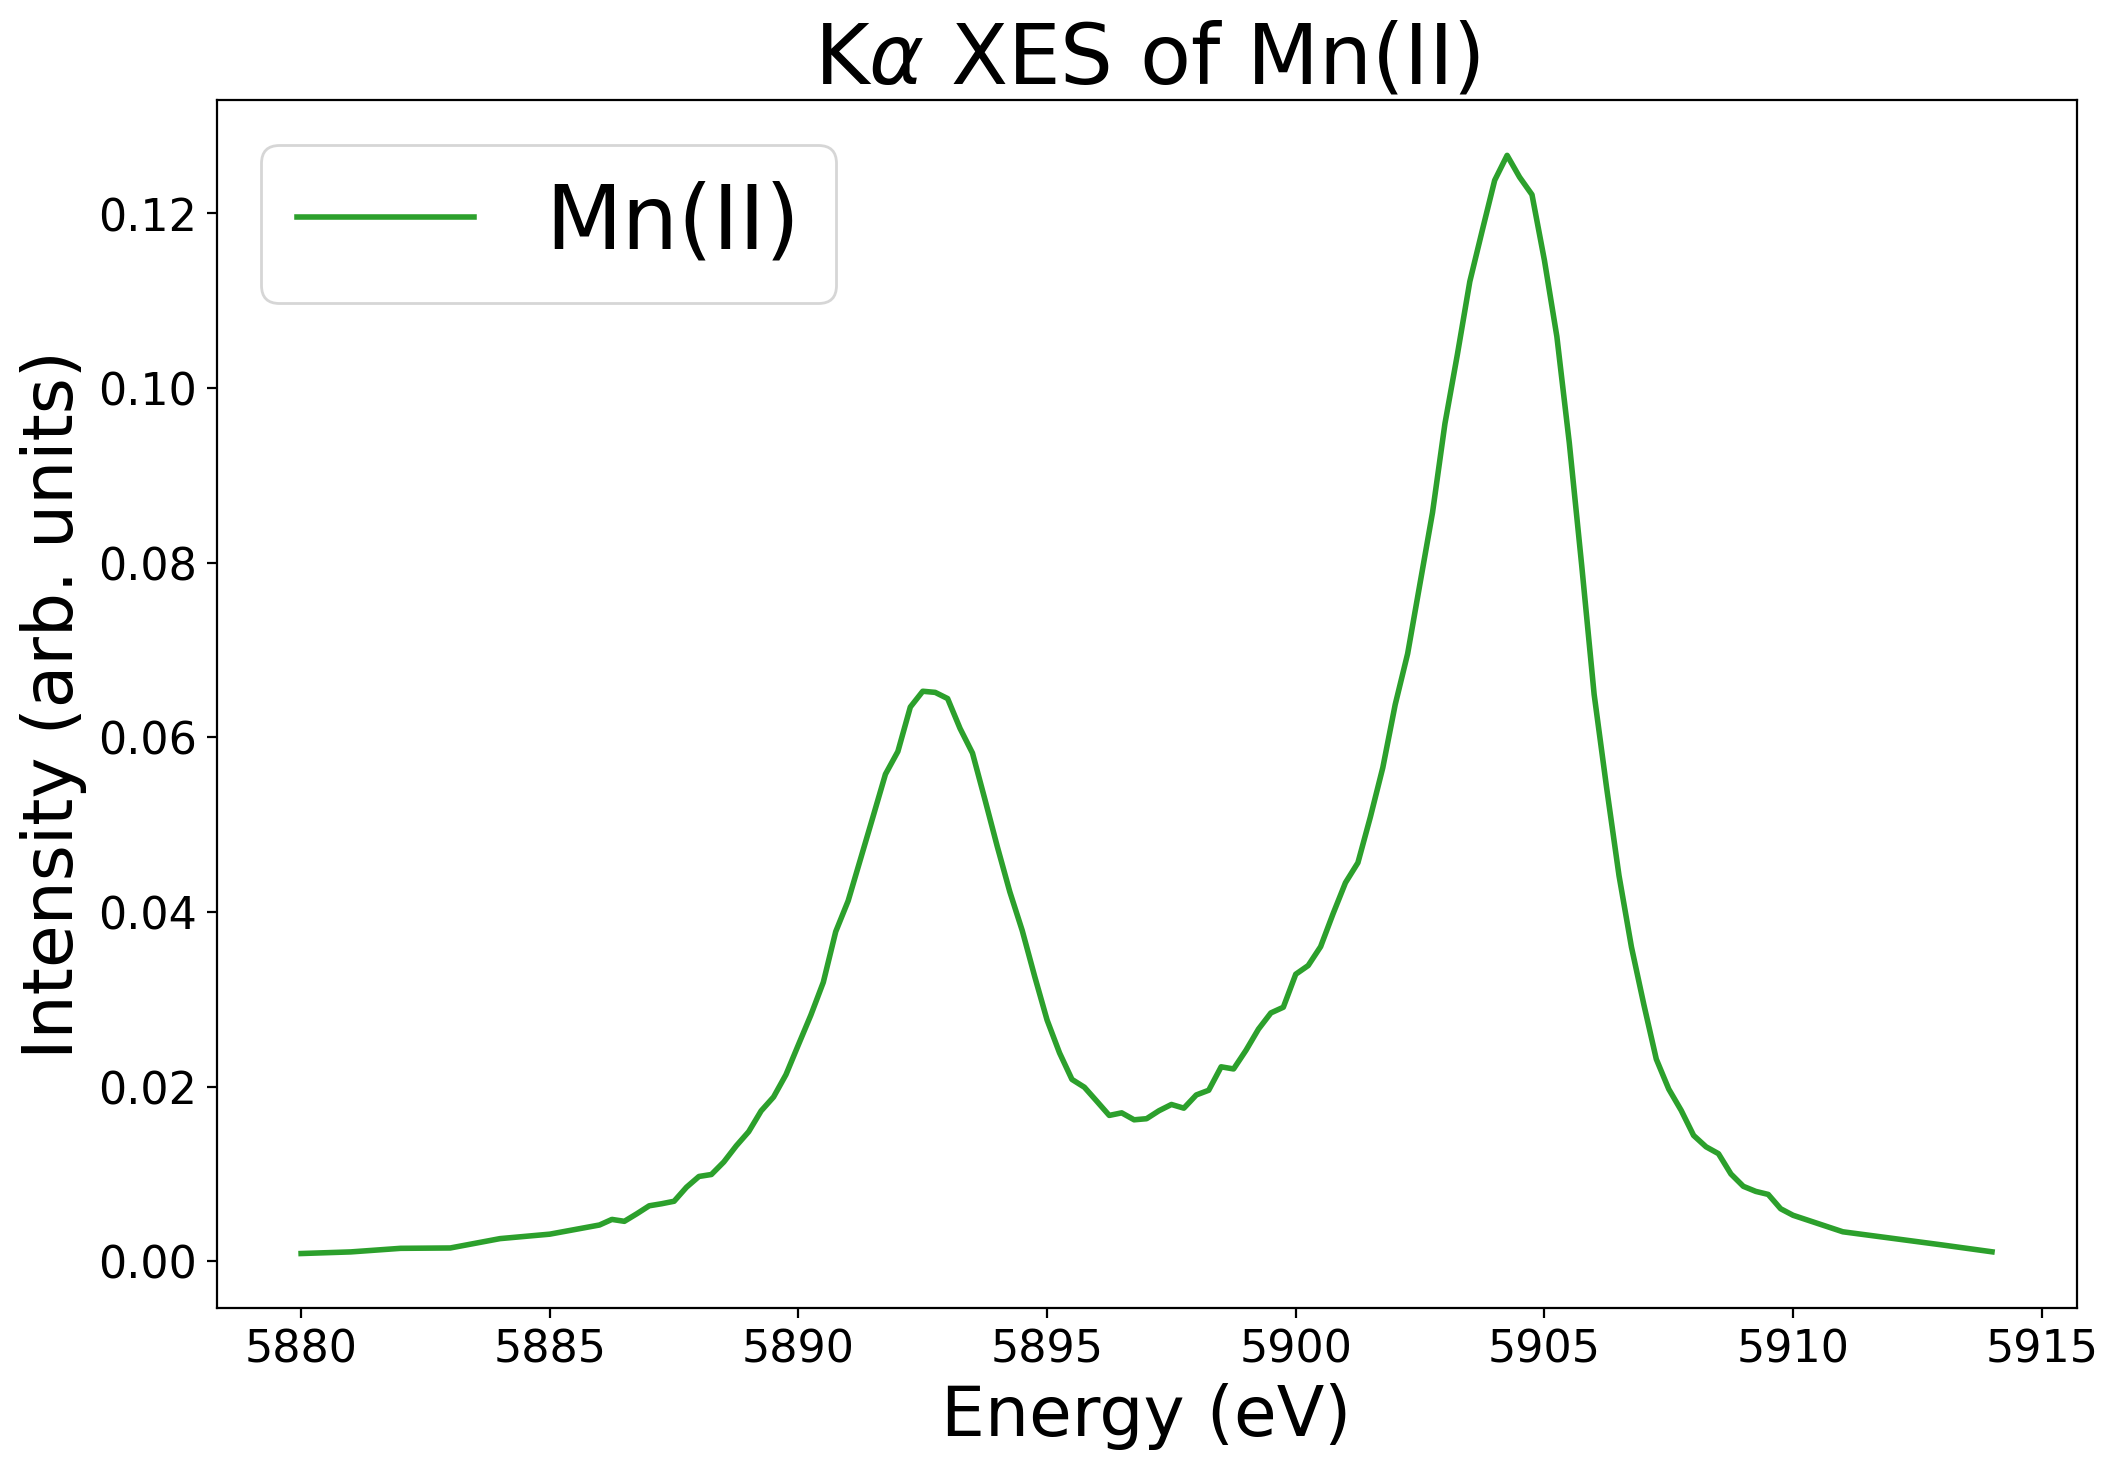 Kα XES of Mn(II)
Mn(II)
Intensity (arb. units)
0.12
0.10
0.08
0.06
0.04
0.02
0.00
5880 5885 5890 5895 5900 5905 5910 5915
Energy (eV)